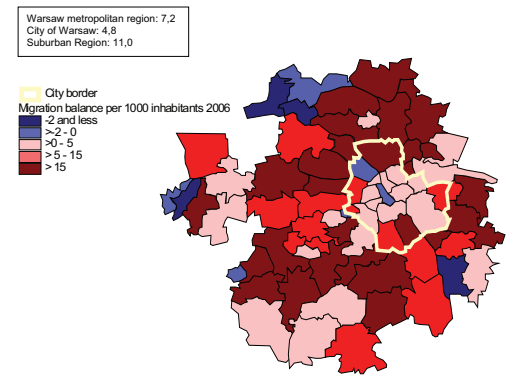 Warsaw metropolitan region: 7,2
City of Warsaw: 4,8
Suburban Region: 11,0
City border
Migration balance per 1000 inhabitants 2006
-2 and less
>-2 - 0
>0 - 5
>5 - 15
>15